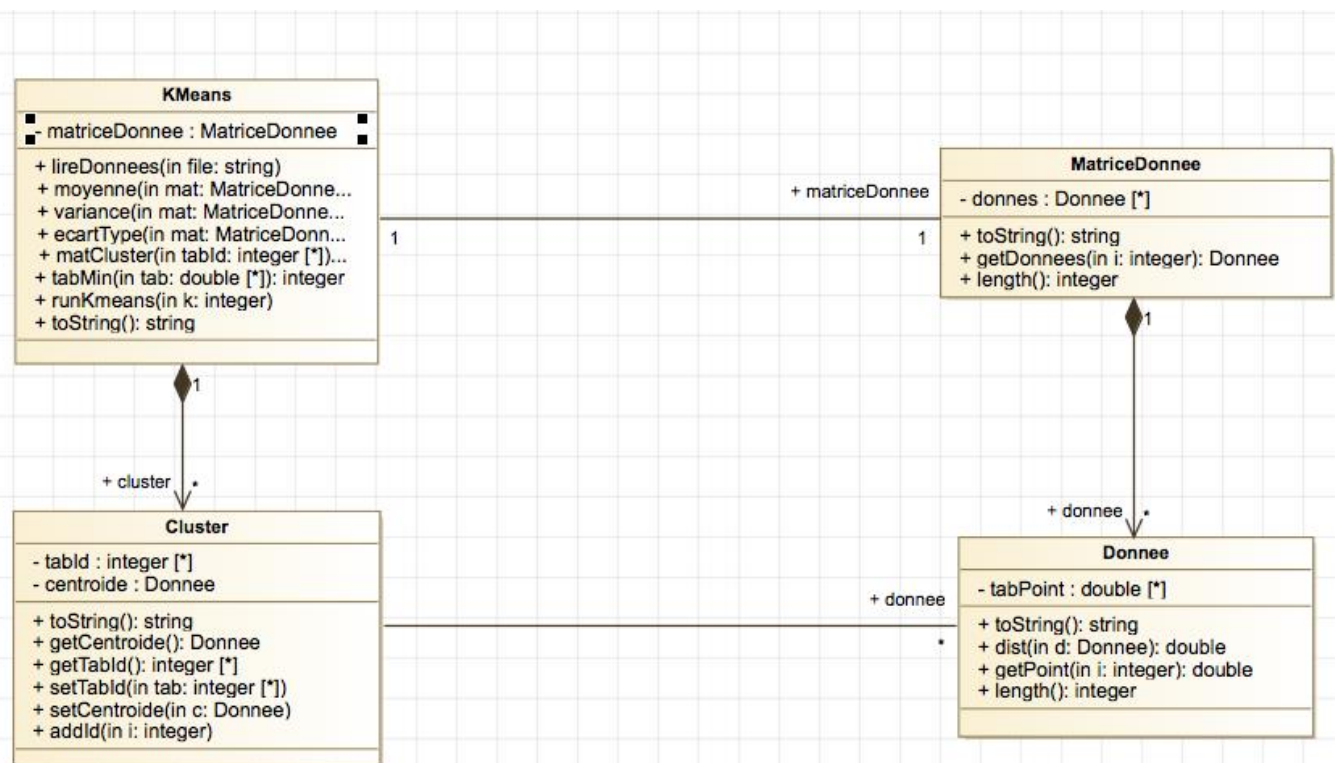 KMeans
- matriceDonnee : MatriceDonnee
+ lireDonnees(in file: string)
+ moyenne(in mat: MatriceDonne...
+ variance(in mat: MatriceDonne...
+ ecartType(in mat: MatriceDonn...
+ matCluster(in tabId: integer [*])...
+ tabMin(in tab: double [*]): integer
+ runKmeans(in k: integer)
+ toString(): string
+ matriceDonnee
1
1
MatriceDonnee
- donnes : Donnee [*]
+ toString(): string
+ getDonnees(in i: integer): Donnee
+ length(): integer
1
+ cluster
*
1
+ donnee
*
Cluster
- tabId : integer [*]
- centroide : Donnee
+ toString(): string
+ getCentroide(): Donnee
+ getTabId(): integer [*]
+ setTabId(in tab: integer [*])
+ setCentroide(in c: Donnee)
+ addId(in i: integer)
+ donnee
*
Donnee
- tabPoint : double [*]
+ toString(): string
+ dist(in d: Donnee): double
+ getPoint(in i: integer): double
+ length(): integer